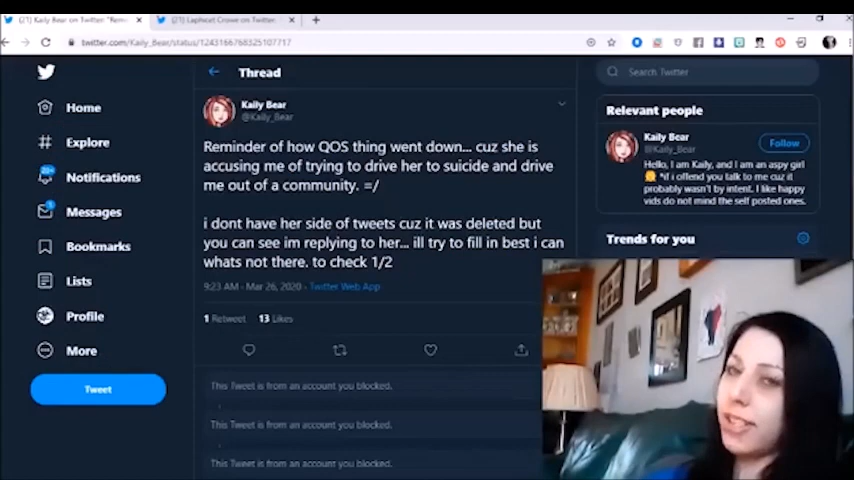 (21) Kaily Bear on Twitter: "Remi
(21) Laphicet Crowe on Twitter:
twitter.com/Kaily_Bear/status/1243166768325107717
Thread
Search Twitter
Home
Explore
20+
Notifications
Messages
Bookmarks
Lists
Profile
More
Tweet
Kaily Bear
@Kaily_Bear
Reminder of how QOS thing went down... cuz she is
accusing me of trying to drive her to suicide and drive
me out of a community. =/
i dont have her side of tweets cuz it was deleted but
you can see im replying to her... ill try to fill in best i can
whats not there. to check 1/2
9:23 AM · Mar 26, 2020 · Twitter Web App
1 Retweet 13 Likes
This Tweet is from an account you blocked.
This Tweet is from an account you blocked.
This Tweet is from an account you blocked.
Relevant people
Kaily Bear
@Kaily_Bear
Follow
Hello, I am Kaily, and I am an aspy girl
*if i offend you talk to me cuz it
probably wasn't by intent. I like happy
vids do not mind the self posted ones.
Trends for you